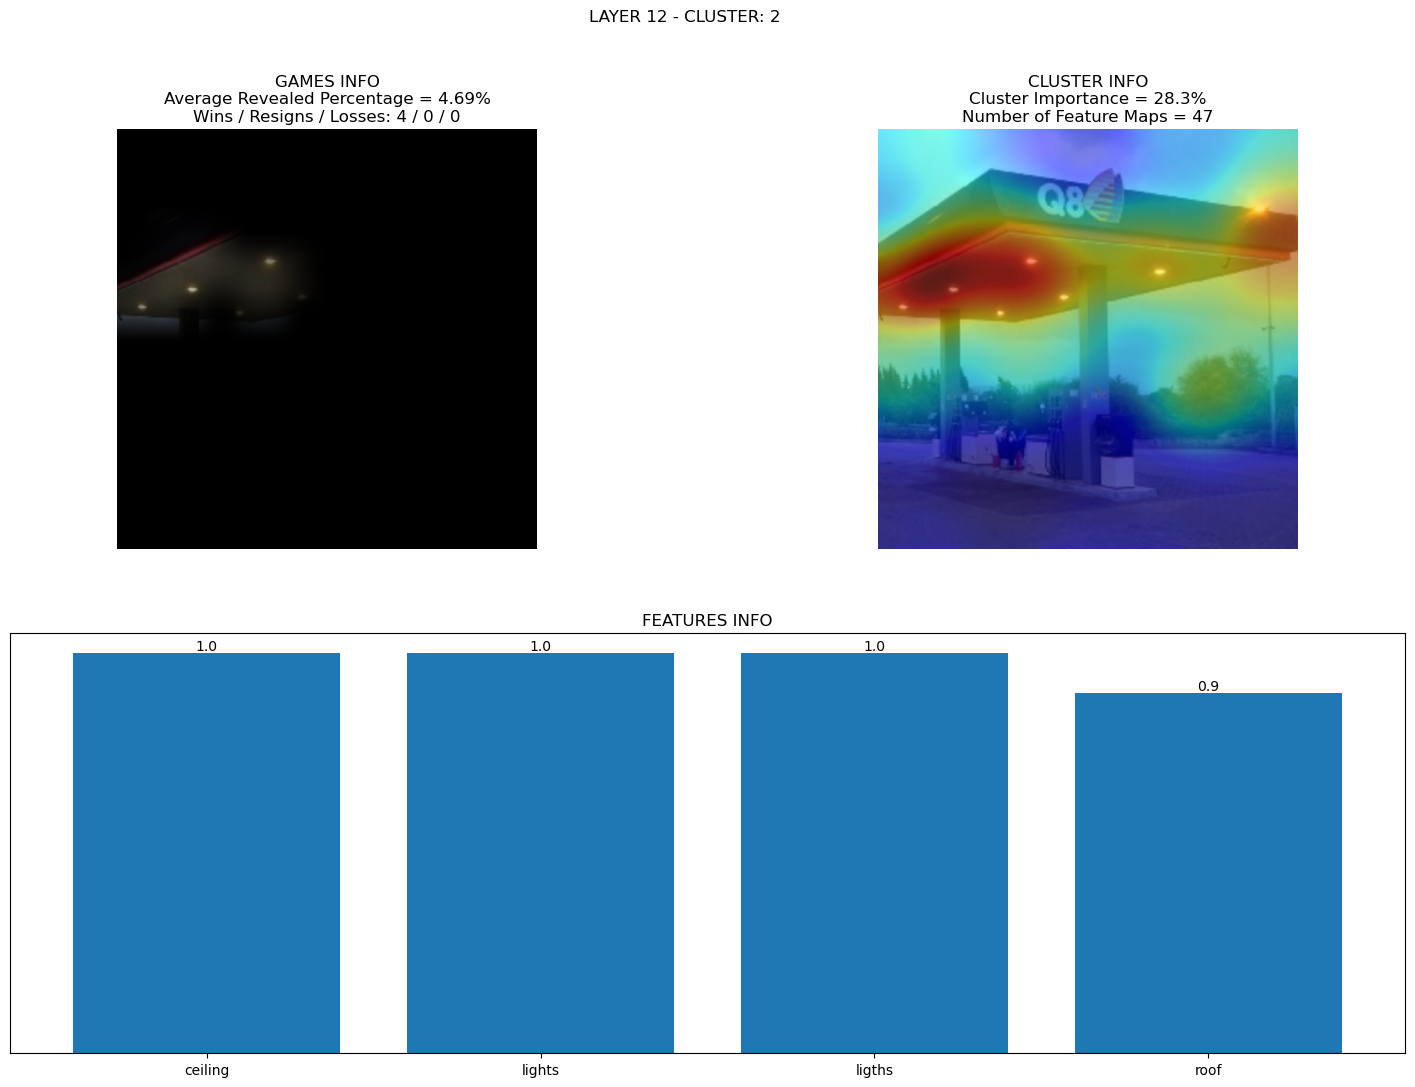 LAYER 12 - CLUSTER: 2
GAMES INFO
Average Revealed Percentage = 4.69%
Wins / Resigns / Losses: 4 / 0 / 0
CLUSTER INFO
Cluster Importance = 28.3%
Number of Feature Maps = 47
Q8
FEATURES INFO
1.0
1.0
1.0
0.9
ceiling
lights
ligths
roof